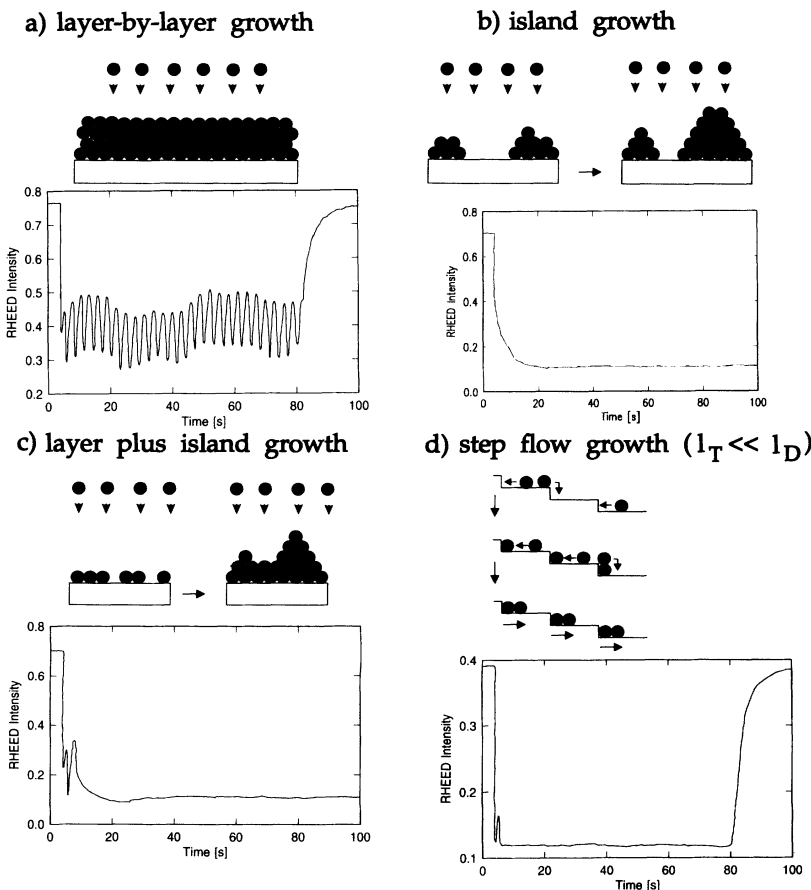 a) layer-by-layer growth
0.8
0.7
0.6
0.5
0.4
0.3
0.2
RHEED Intensity
0 20 40 60 80 100
Time [s]
b) island growth
0.8
0.6
0.4
0.2
0.0
RHEED Intensity
0 20 40 60 80 100
Time [s]
c) layer plus island growth
0.8
0.6
0.4
0.2
0.0
RHEED Intensity
0 20 40 60 80 100
Time [s]
d) step flow growth (l_T << l_D)
0.4
0.3
0.2
0.1
RHEED Intensity
0 20 40 60 80 100
Time [s]